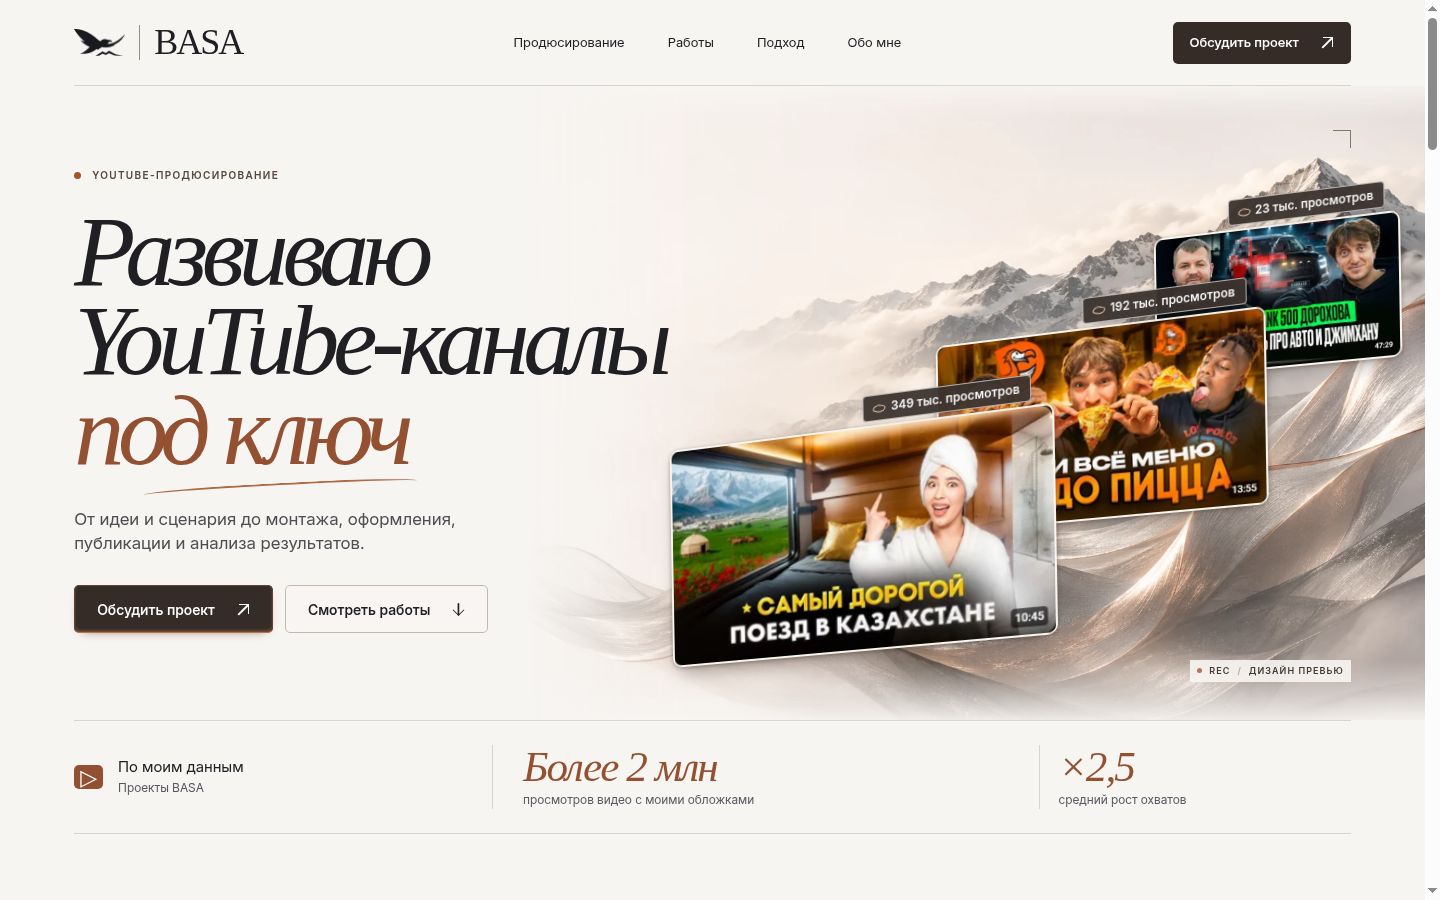 BASA
Продюсирование
Работы
Подход
Обо мне
Обсудить проект
YOUTUBE-ПРОДЮСИРОВАНИЕ
Развиваю
YouTube-каналы
под ключ
От идеи и сценария до монтажа, оформления,
публикации и анализа результатов.
Обсудить проект
Смотреть работы
23 тыс. просмотров
500 ДОРОХОВА
ПРО АВТО И ДЖИМХАНУ
47:29
192 тыс. просмотров
И ВСЁ МЕНЮ
ДО ПИЦЦА
13:55
349 тыс. просмотров
САМЫЙ ДОРОГОЙ
ПОЕЗД В КАЗАХСТАНЕ
10:45
REC / ДИЗАЙН ПРЕВЬЮ
По моим данным
Проекты BASA
Более 2 млн
просмотров видео с моими обложками
×2,5
средний рост охватов